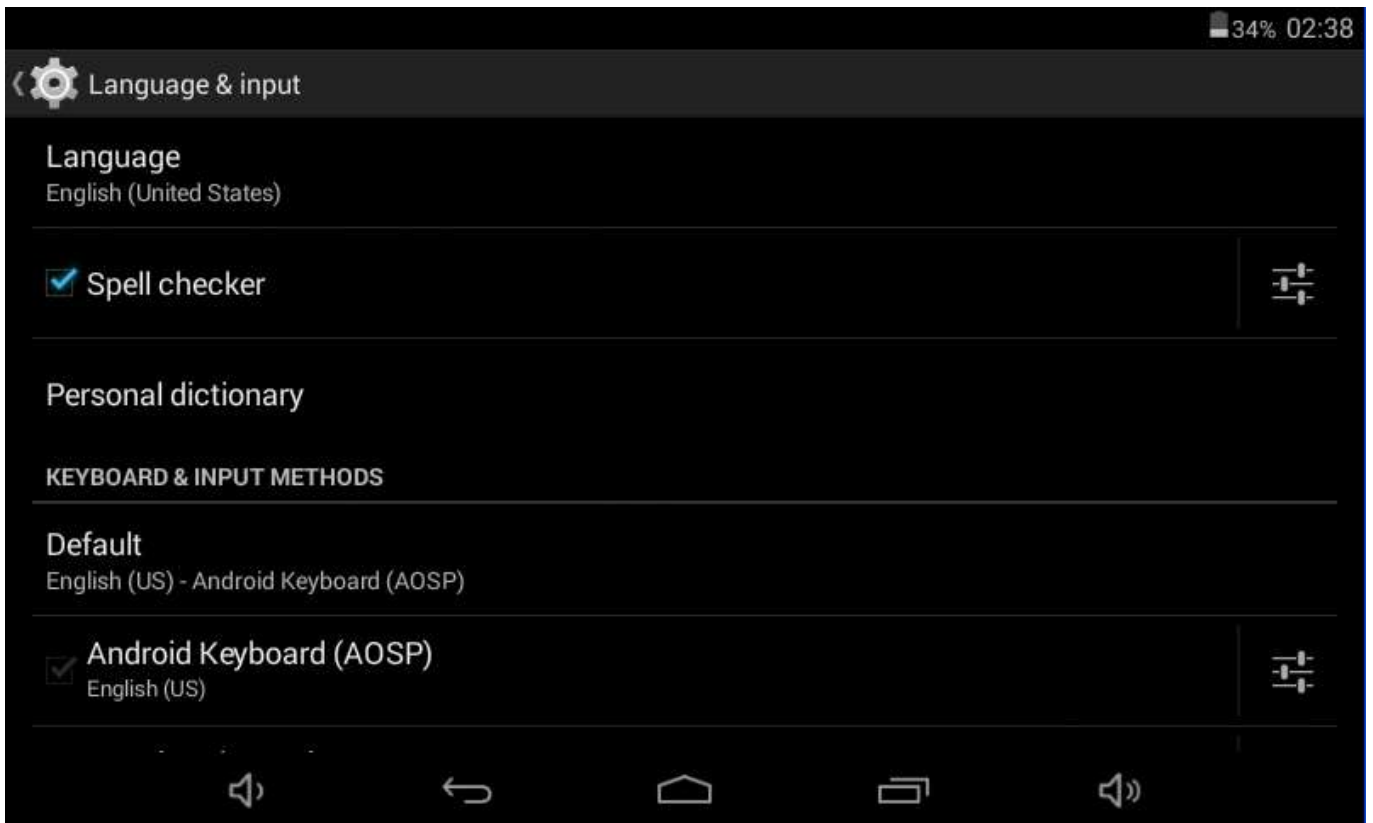 34% 02:38
Language & input
Language
English (United States)
Spell checker
Personal dictionary
KEYBOARD & INPUT METHODS
Default
English (US) - Android Keyboard (AOSP)
Android Keyboard (AOSP)
English (US)